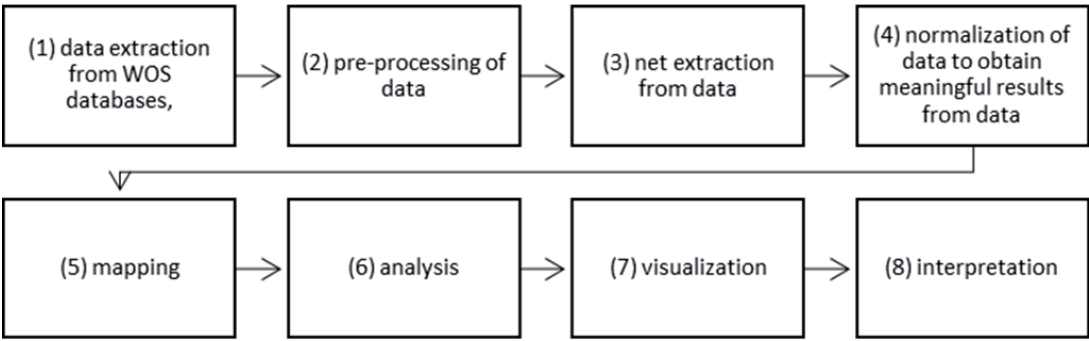 (1) data extraction
from WOS
databases,
(2) pre-processing of
data
(3) net extraction
from data
(4) normalization of
data to obtain
meaningful results
from data
(5) mapping
(6) analysis
(7) visualization
(8) interpretation